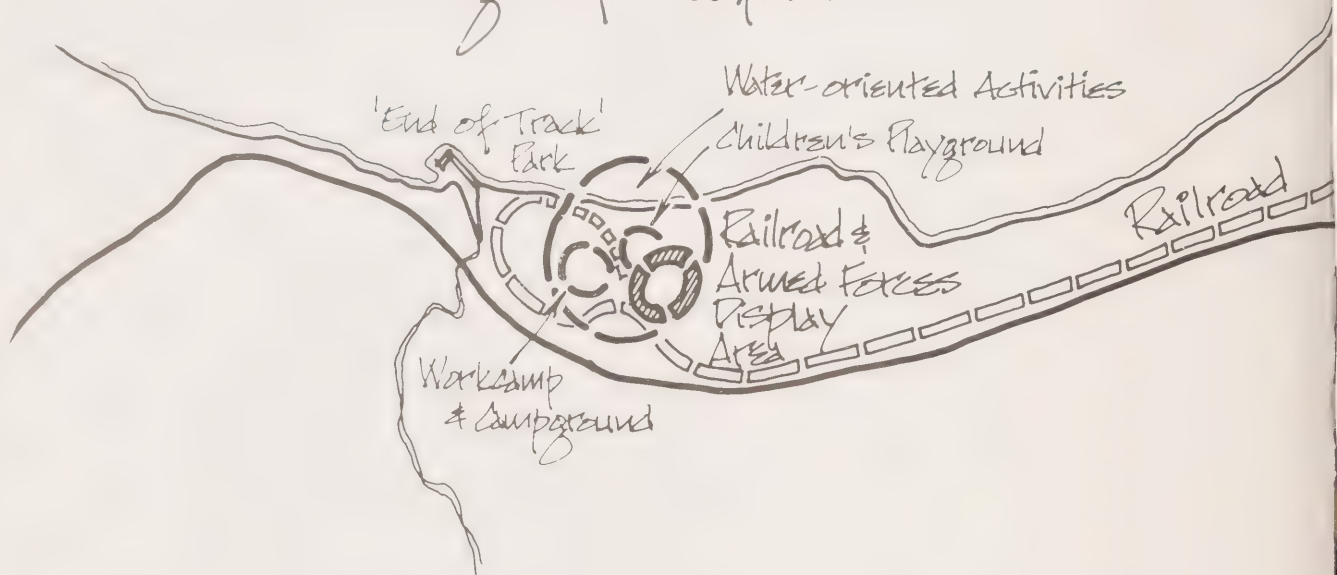 Water-oriented Activities
'End of Track'
Park
Children's Playground
Railroad
Railroad &
Armed Forces
Display
Area
Workcamp
& Campground